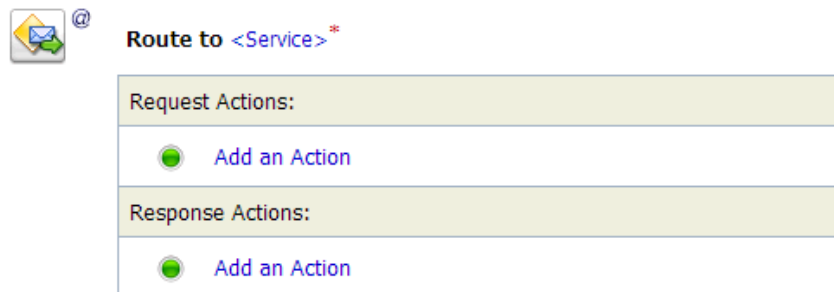 @
Route to <Service>*
Request Actions:
Add an Action
Response Actions:
Add an Action